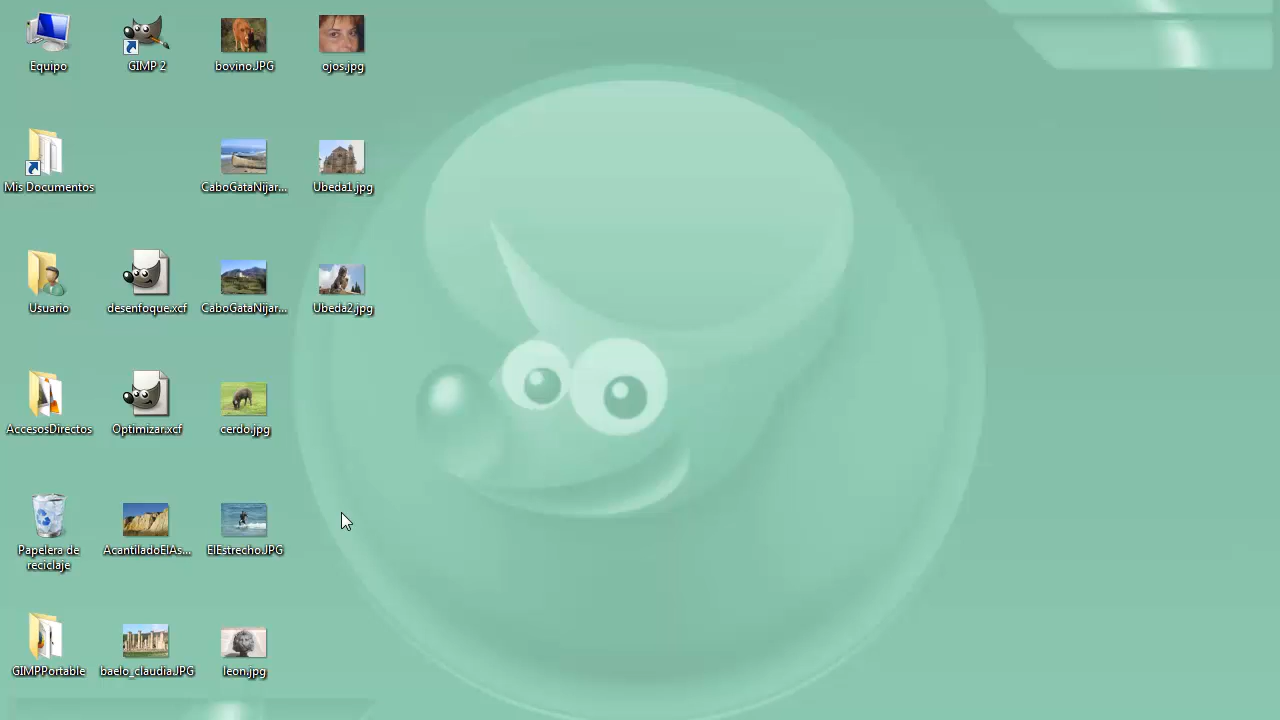 Equipo
GIMP 2
bovino.JPG
ojos.jpg
Mis Documentos
CaboGataNijar...
Ubeda1.jpg
Usuario
desenfoque.xcf
CaboGataNijar...
Ubeda2.jpg
AccesosDirectos
Optimizar.xcf
cerdo.jpg
Papelera de
reciclaje
AcantiladoElAs...
ElEstrecho.JPG
GIMPPortable
baelo_claudia.JPG
leon.jpg